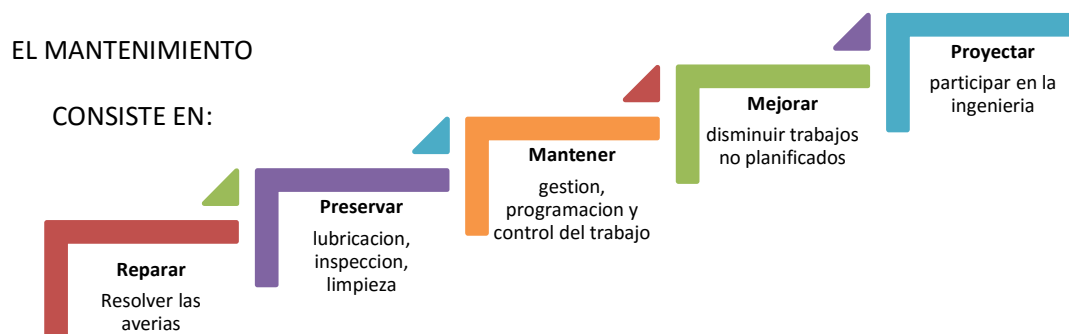 EL MANTENIMIENTO
CONSISTE EN:
Reparar
Resolver las
averias
Preservar
lubricacion,
inspeccion,
limpieza
Mantener
gestion,
programacion y
control del trabajo
Mejorar
disminuir trabajos
no planificados
Proyectar
participar en la
ingenieria